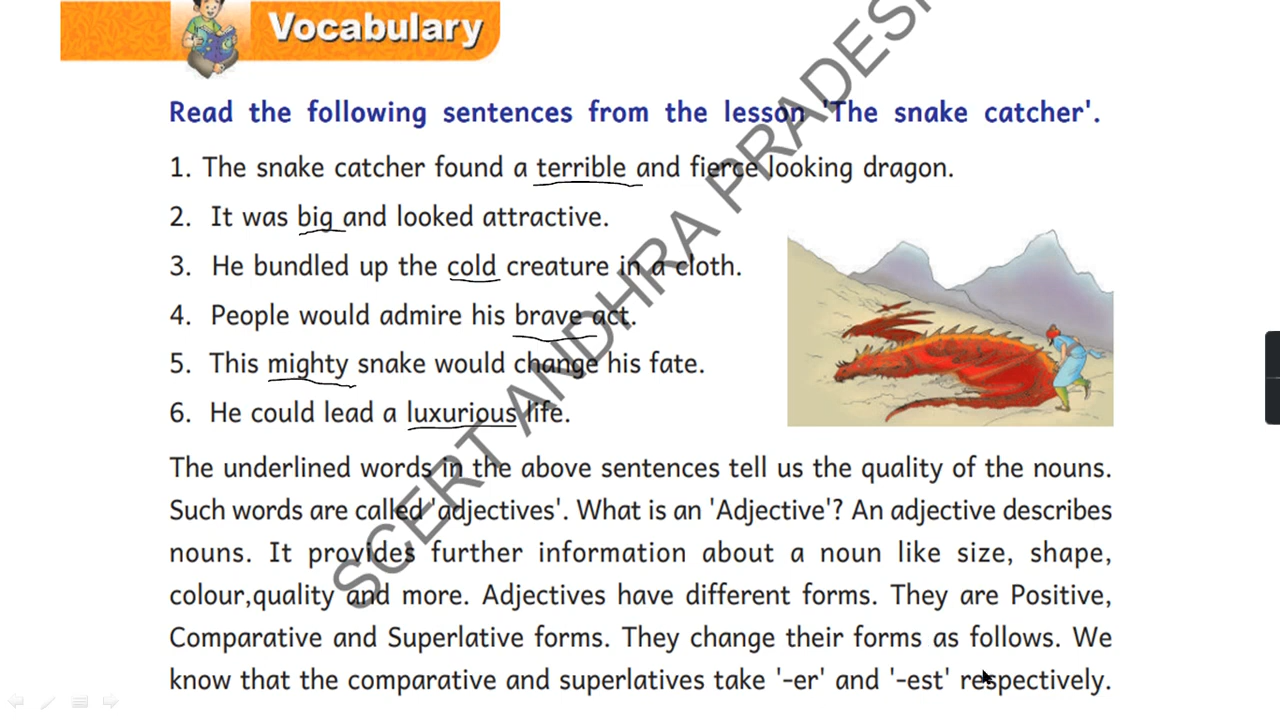 Vocabulary
Read the following sentences from the lesson 'The snake catcher'.
1. The snake catcher found a terrible and fierce looking dragon.
2. It was big and looked attractive.
3. He bundled up the cold creature in a cloth.
4. People would admire his brave act.
5. This mighty snake would change his fate.
6. He could lead a luxurious life.
The underlined words in the above sentences tell us the quality of the nouns.
Such words are called 'adjectives'. What is an 'Adjective'? An adjective describes
nouns. It provides further information about a noun like size, shape,
colour,quality and more. Adjectives have different forms. They are Positive,
Comparative and Superlative forms. They change their forms as follows. We
know that the comparative and superlatives take '-er' and '-est' respectively.
SCERT ANDHRA PRADESH